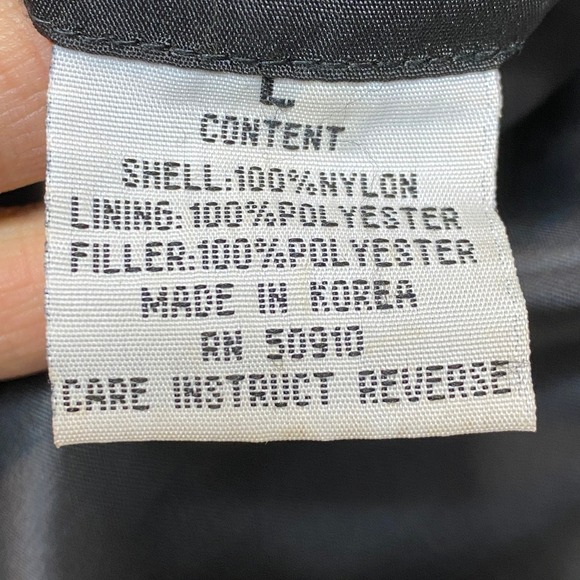 L
CONTENT
SHELL:100%NYLON
LINING:100%POLYESTER
FILLER:100%POLYESTER
MADE IN KOREA
RN 50910
CARE INSTRUCT REVERSE